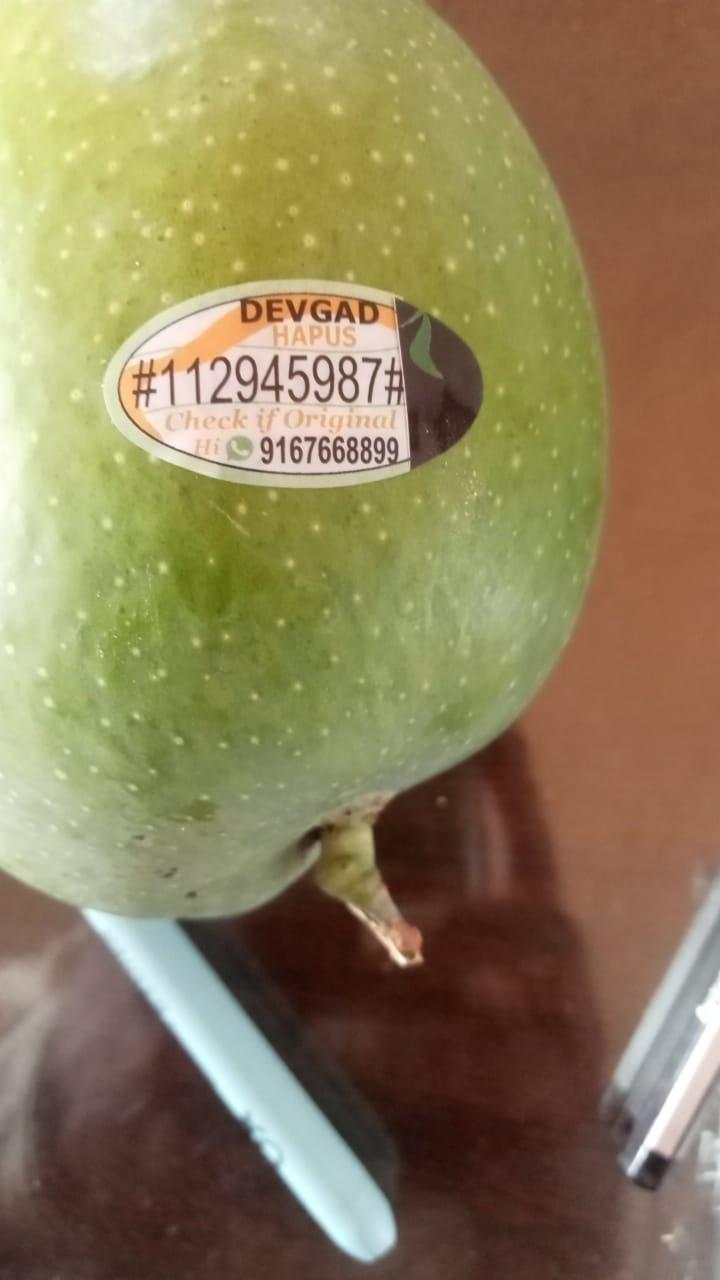 DEVGAD
HAPUS
#112945987#
Check if Original
Hi 9167668899